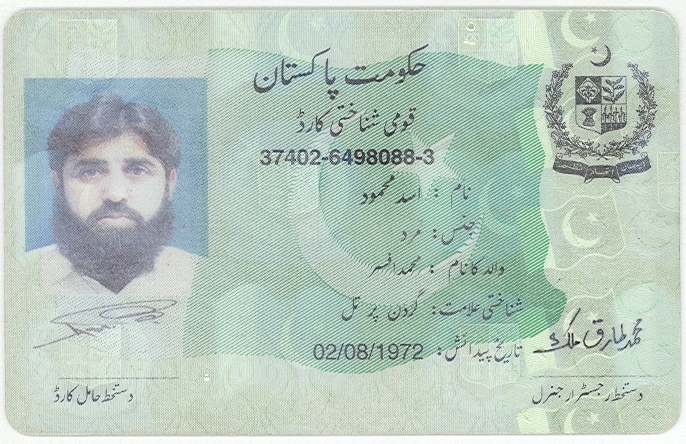 حکومت پاکستان
قومی شناختی کارڈ
37402-6498088-3
نام : اسد محمود
جنس: مرد
والد کا نام : محمد افسر
شناختی علامت: گردن پر تل
تاریخ پیدائش: 02/08/1972
محمد طارق ملک
دستخط حامل کارڈ
دستخط رجسٹرار جنرل